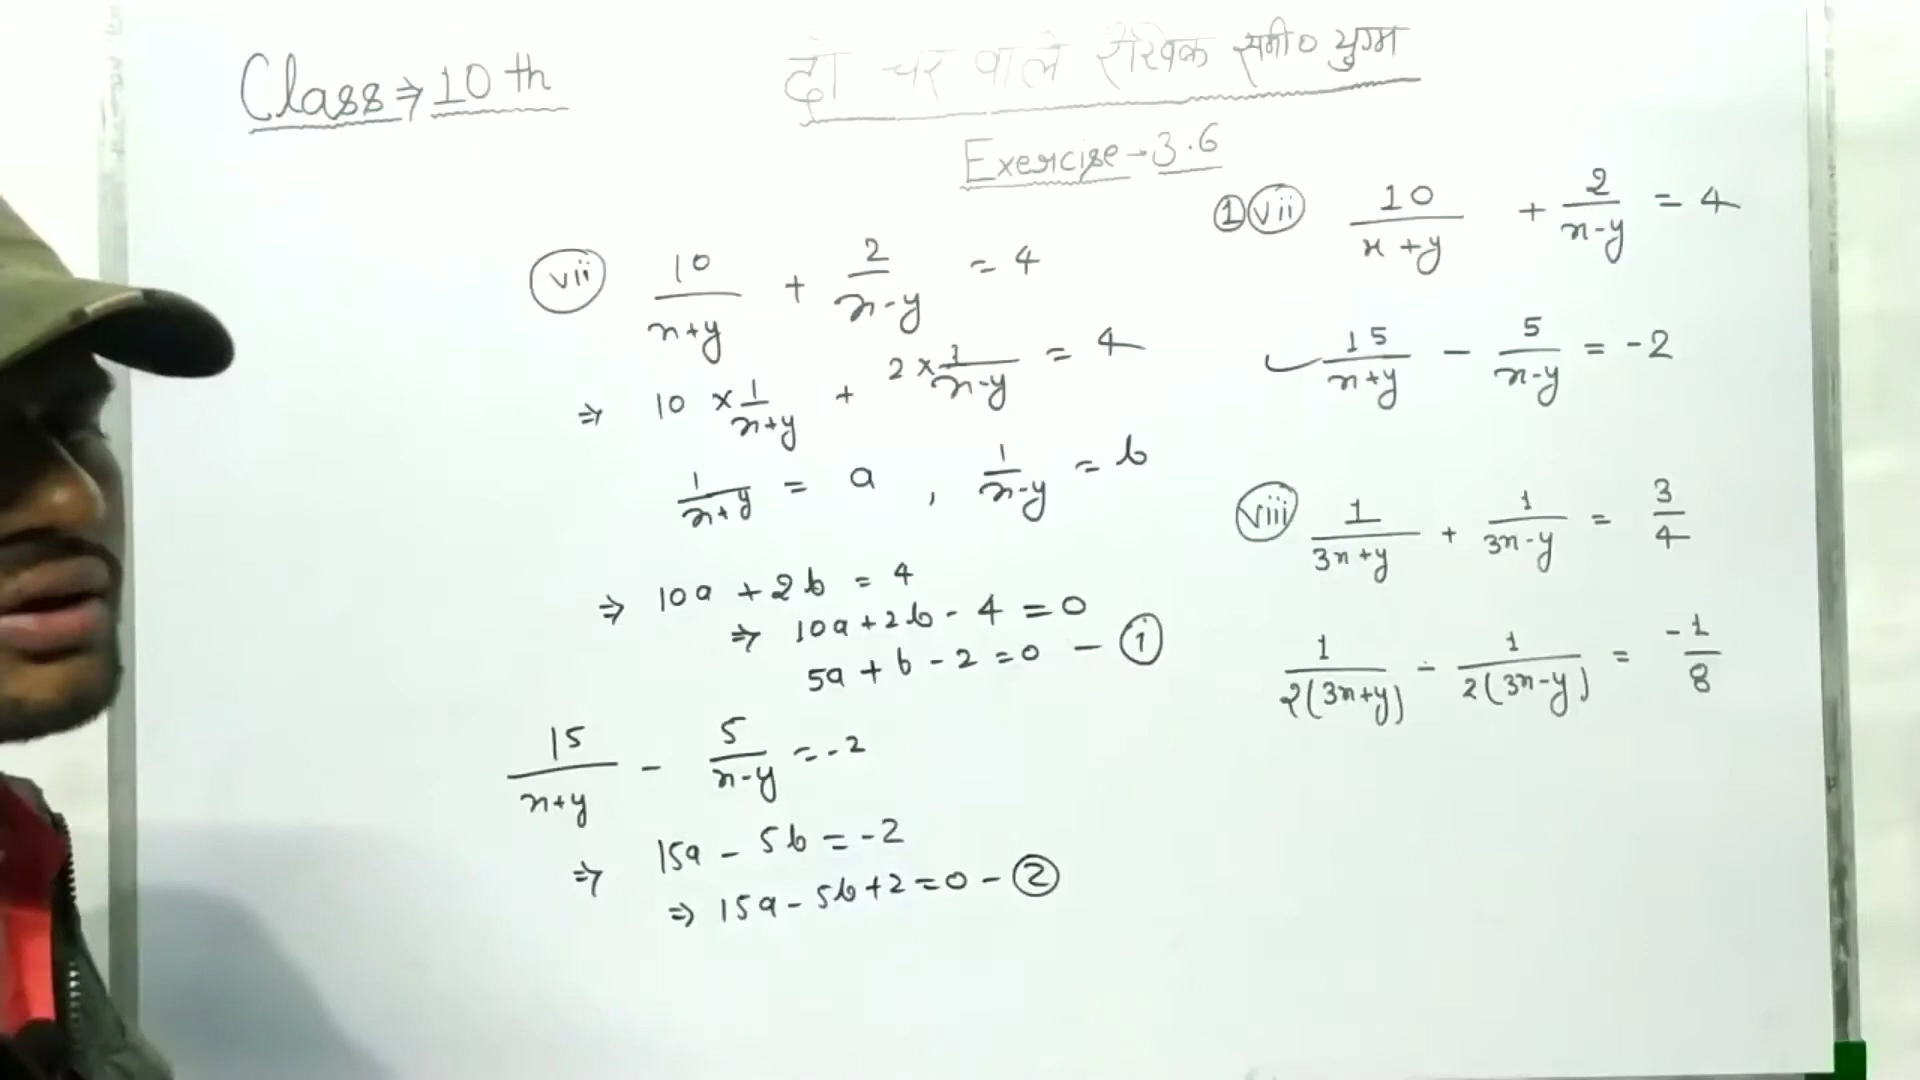 Class → 10th
दो चर वाले रैखिक समी० युग्म
Exercise - 3.6
(vii) 10/(x+y) + 2/(x-y) = 4
⇒ 10 × 1/(x+y) + 2 × 1/(x-y) = 4
1/(x+y) = a , 1/(x-y) = b
⇒ 10a + 2b = 4
⇒ 10a + 2b - 4 = 0
5a + b - 2 = 0 - ①
15/(x+y) - 5/(x-y) = -2
⇒ 15a - 5b = -2
⇒ 15a - 5b + 2 = 0 - ②
① (vii) 10/(x+y) + 2/(x-y) = 4
✓ 15/(x+y) - 5/(x-y) = -2
(viii) 1/(3x+y) + 1/(3x-y) = 3/4
1/(2(3x+y)) - 1/(2(3x-y)) = -1/8